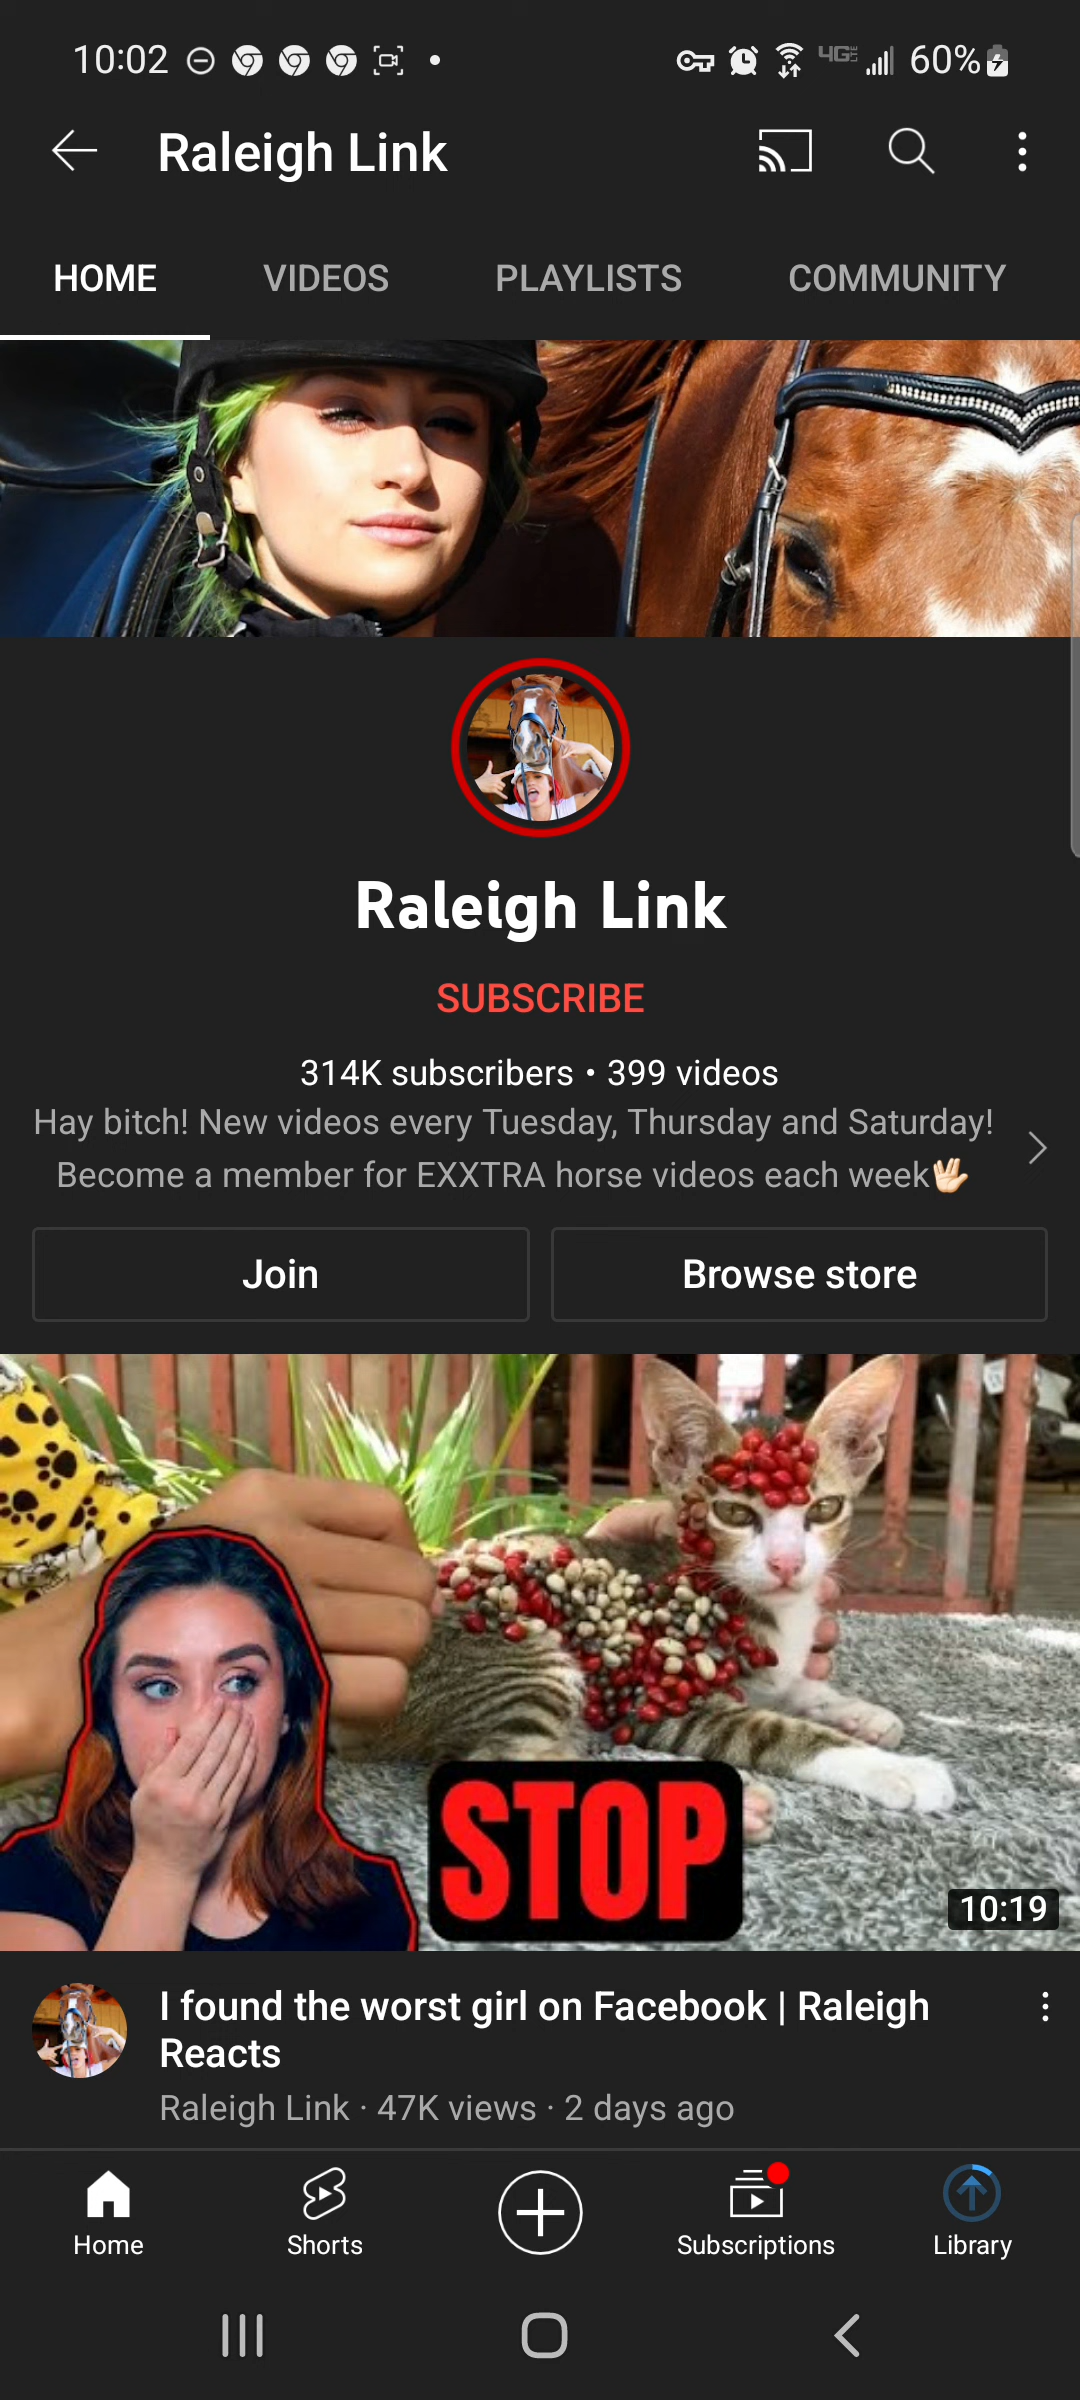 10:02
4G
60%
Raleigh Link
HOME
VIDEOS
PLAYLISTS
COMMUNITY
Raleigh Link
SUBSCRIBE
314K subscribers • 399 videos
Hay bitch! New videos every Tuesday, Thursday and Saturday!
Become a member for EXXTRA horse videos each week🖖🏻
Join
Browse store
STOP
10:19
I found the worst girl on Facebook | Raleigh
Reacts
Raleigh Link · 47K views · 2 days ago
Home
Shorts
Subscriptions
Library